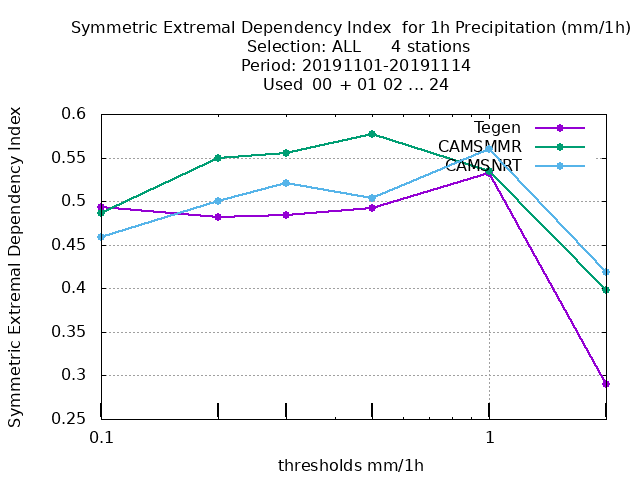 Symmetric Extremal Dependency Index  for 1h Precipitation (mm/1h)
Selection: ALL      4 stations
Period: 20191101-20191114
Used  00 + 01 02 ... 24
Symmetric Extremal Dependency Index
0.6
0.55
0.5
0.45
0.4
0.35
0.3
0.25
Tegen
CAMSMMR
CAMSNRT
0.1
1
thresholds mm/1h